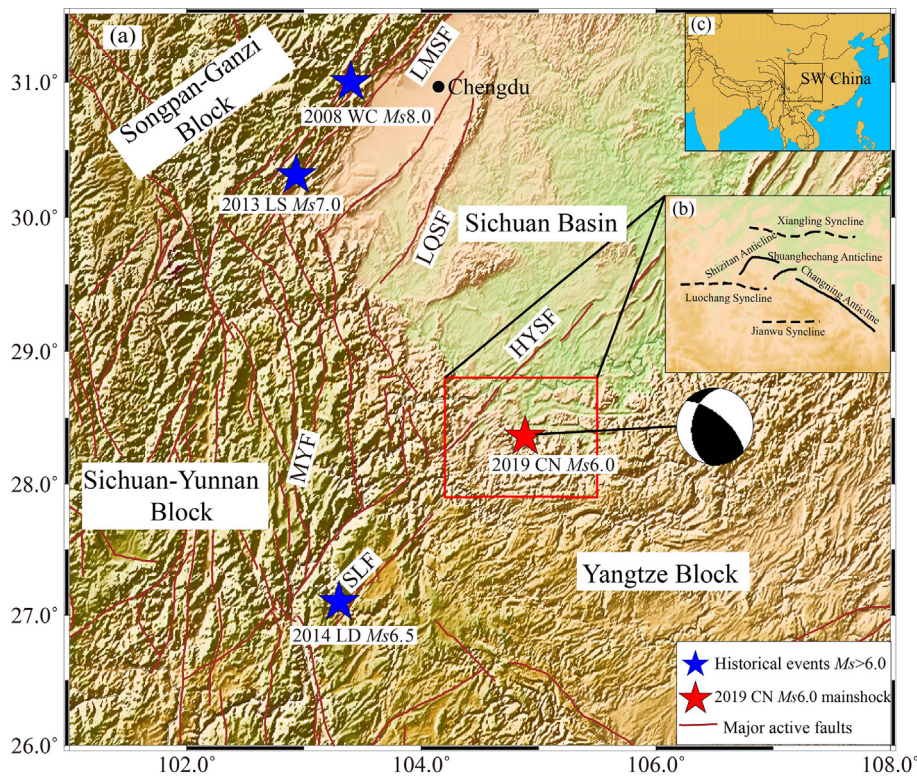 (a)
Songpan-Ganzi
Block
LMSF
Chengdu
2008 WC Ms8.0
2013 LS Ms7.0
LQSF
Sichuan Basin
HYSF
2019 CN Ms6.0
MYF
Sichuan-Yunnan
Block
SLF
2014 LD Ms6.5
Yangtze Block
(c)
SW China
(b)
Xiangling Syncline
Shizitan Anticline
Shuanghechang Anticline
Changning Anticline
Luochang Syncline
Jianwu Syncline
Historical events Ms>6.0
2019 CN Ms6.0 mainshock
Major active faults
31.0°
30.0°
29.0°
28.0°
27.0°
26.0°
102.0°
104.0°
106.0°
108.0°